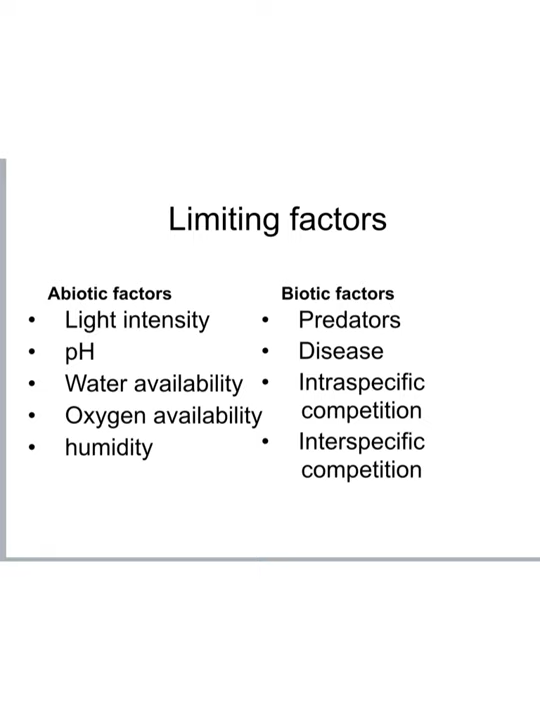 Limiting factors
Abiotic factors
• Light intensity
• pH
• Water availability
• Oxygen availability
• humidity
Biotic factors
• Predators
• Disease
• Intraspecific
competition
• Interspecific
competition